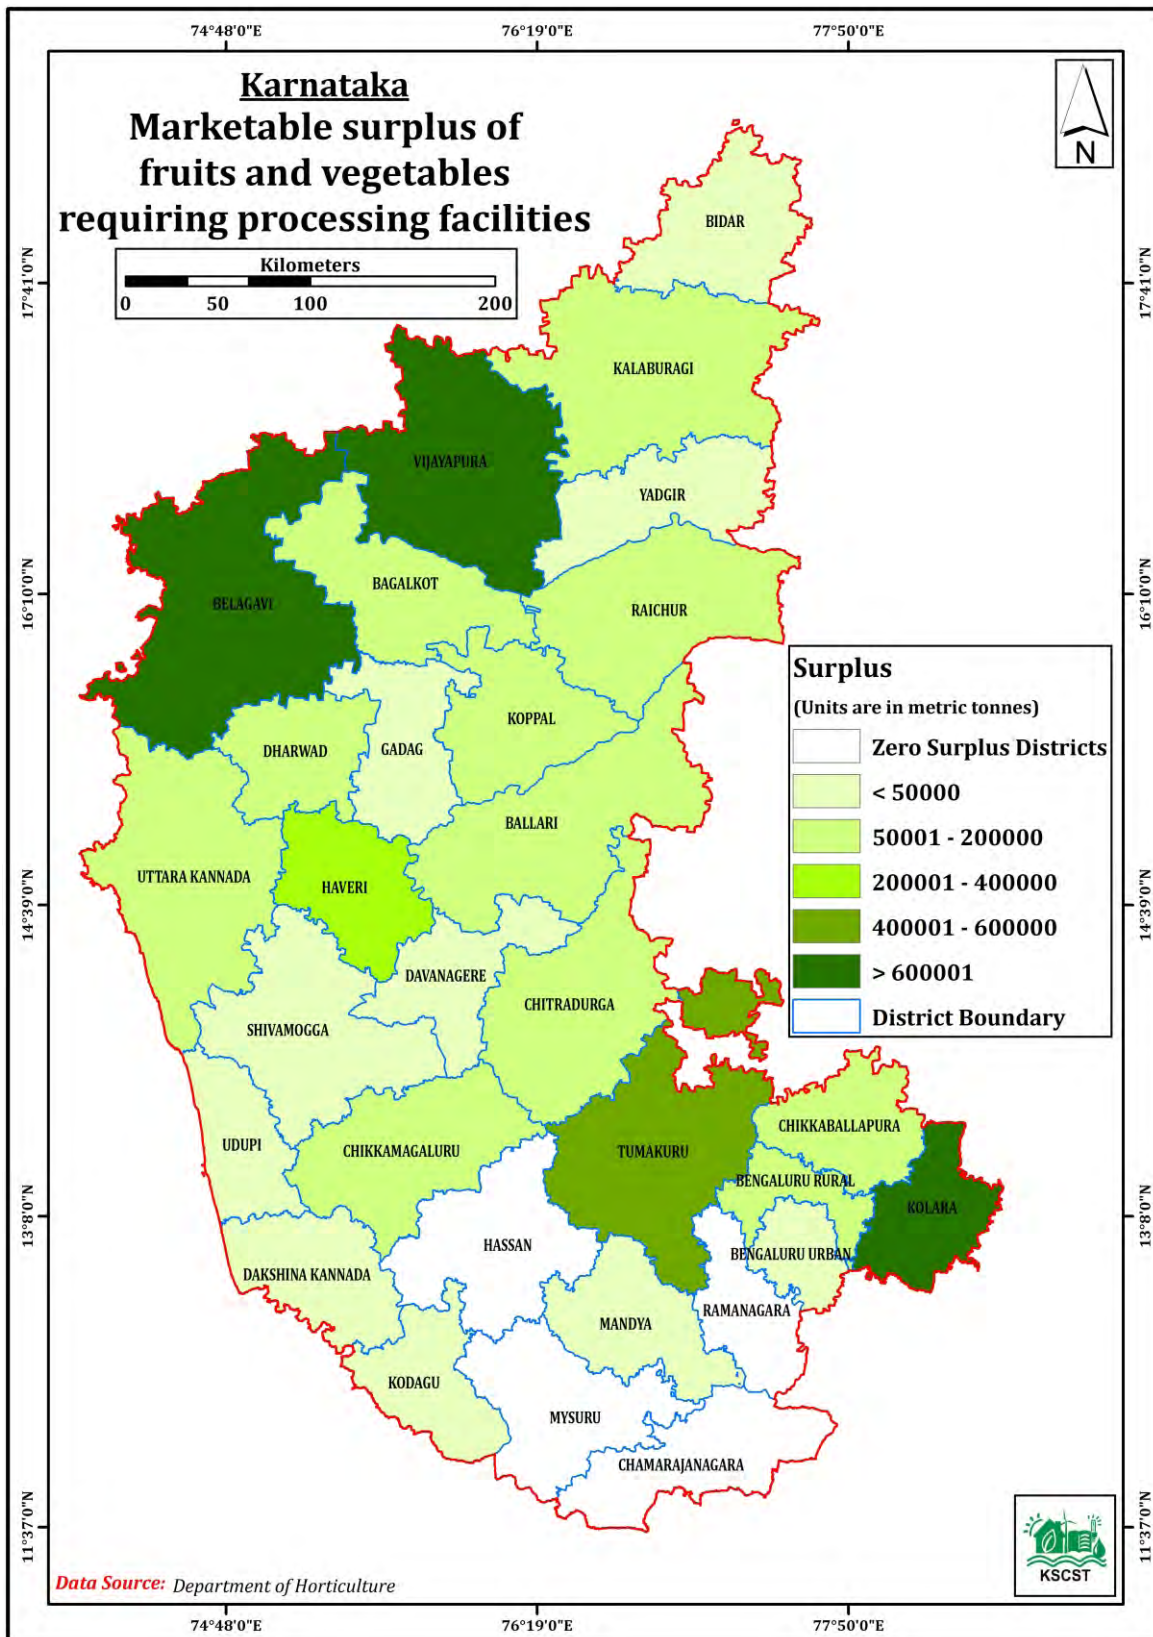 74°48'0"E
76°19'0"E
77°50'0"E
Karnataka
Marketable surplus of
fruits and vegetables
requiring processing facilities
Kilometers
0 50 100 200
N
17°41'0"N
17°41'0"N
16°10'0"N
16°10'0"N
14°39'0"N
14°39'0"N
13°8'0"N
13°8'0"N
11°37'0"N
11°37'0"N
BIDAR
KALABURAGI
VIJAYAPURA
YADGIR
BAGALKOT
BELAGAVI
RAICHUR
KOPPAL
DHARWAD
GADAG
BALLARI
UTTARA KANNADA
HAVERI
DAVANAGERE
CHITRADURGA
SHIVAMOGGA
CHIKKABALLAPURA
UDUPI
CHIKKAMAGALURU
TUMAKURU
BENGALURU RURAL
KOLARA
HASSAN
BENGALURU URBAN
DAKSHINA KANNADA
RAMANAGARA
MANDYA
KODAGU
MYSURU
CHAMARAJANAGARA
Surplus
(Units are in metric tonnes)
Zero Surplus Districts
< 50000
50001 - 200000
200001 - 400000
400001 - 600000
> 600001
District Boundary
KSCST
Data Source: Department of Horticulture
74°48'0"E
76°19'0"E
77°50'0"E